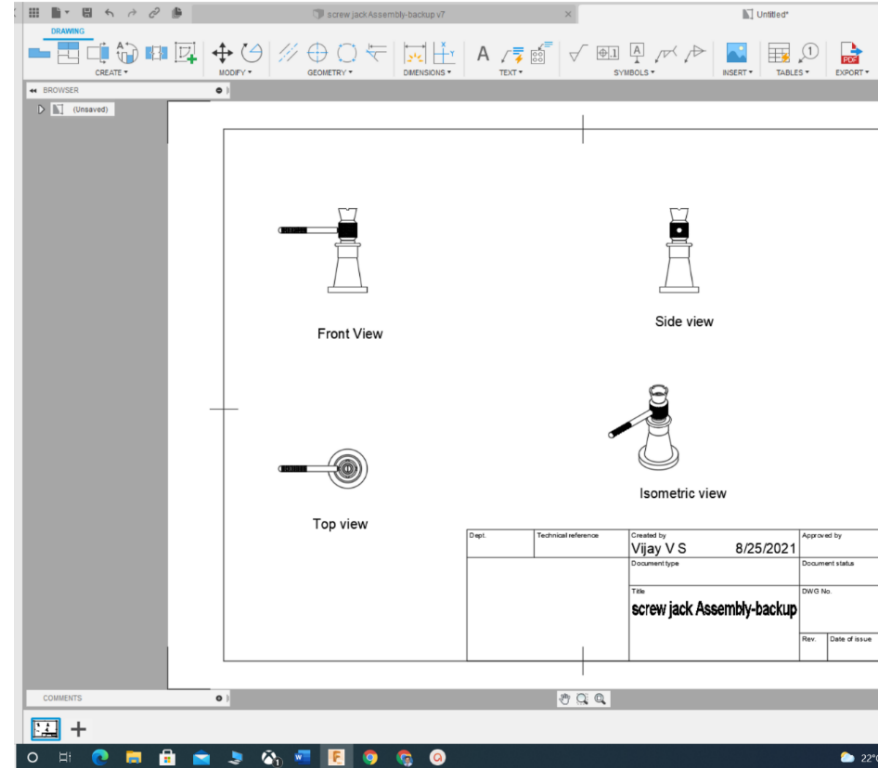 screw jack Assembly-backup v7
Untitled*
DRAWING
CREATE
MODIFY
GEOMETRY
DIMENSIONS
TEXT
SYMBOLS
INSERT
TABLES
EXPORT
BROWSER
(Unsaved)
Front View
Side view
Top view
Isometric view
Dept.
Technical reference
Created by
Approved by
Vijay V S 8/25/2021
Document type
Document status
Title
DWG No.
screw jack Assembly-backup
Rev.
Date of issue
COMMENTS
22°